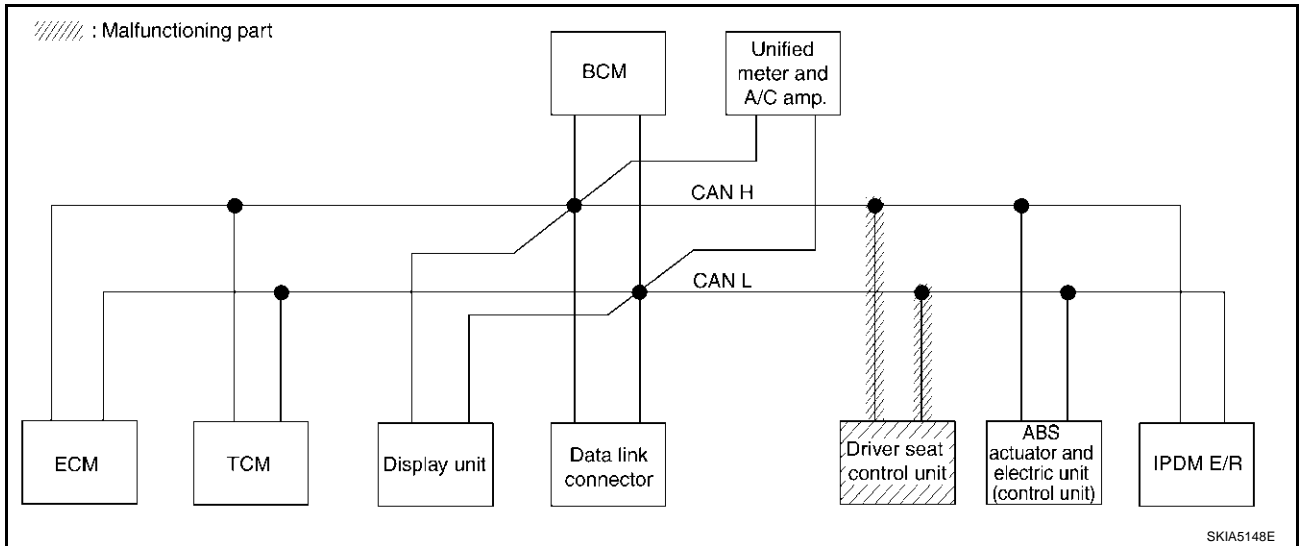 : Malfunctioning part
BCM
Unified
meter and
A/C amp.
CAN H
CAN L
ECM
TCM
Display unit
Data link
connector
Driver seat
control unit
ABS
actuator and
electric unit
(control unit)
IPDM E/R
SKIA5148E